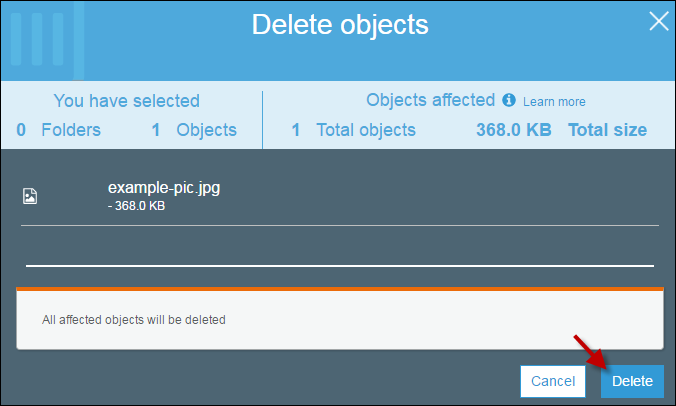 Delete objects
You have selected
0 Folders 1 Objects
Objects affected Learn more
1 Total objects 368.0 KB Total size
example-pic.jpg
- 368.0 KB
All affected objects will be deleted
Cancel Delete